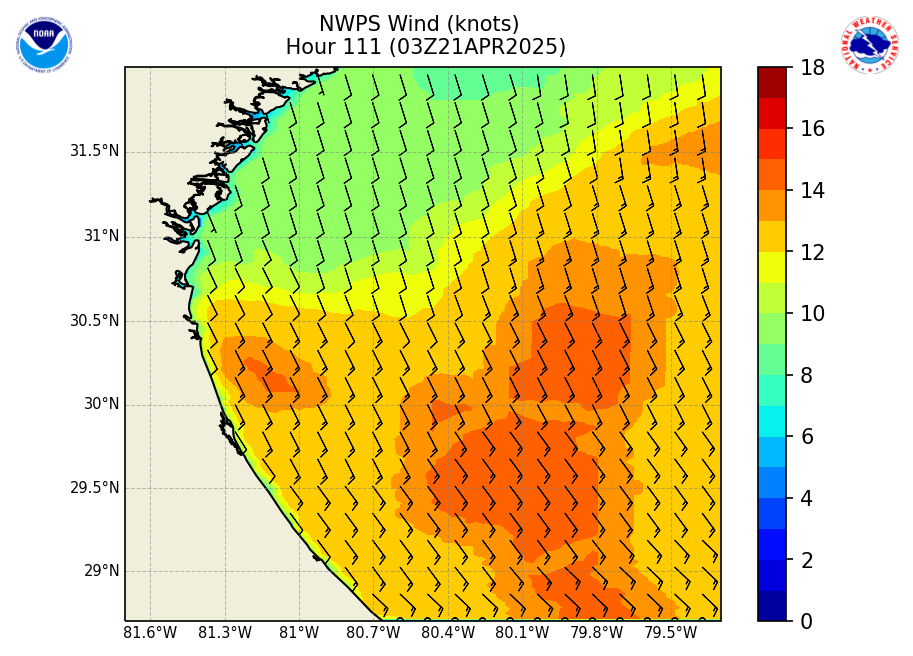 NWPS Wind (knots)
Hour 111 (03Z21APR2025)
NOAA
NATIONAL WEATHER SERVICE
18
16
14
12
10
8
6
4
2
0
31.5°N
31°N
30.5°N
30°N
29.5°N
29°N
81.6°W 81.3°W 81°W 80.7°W 80.4°W 80.1°W 79.8°W 79.5°W